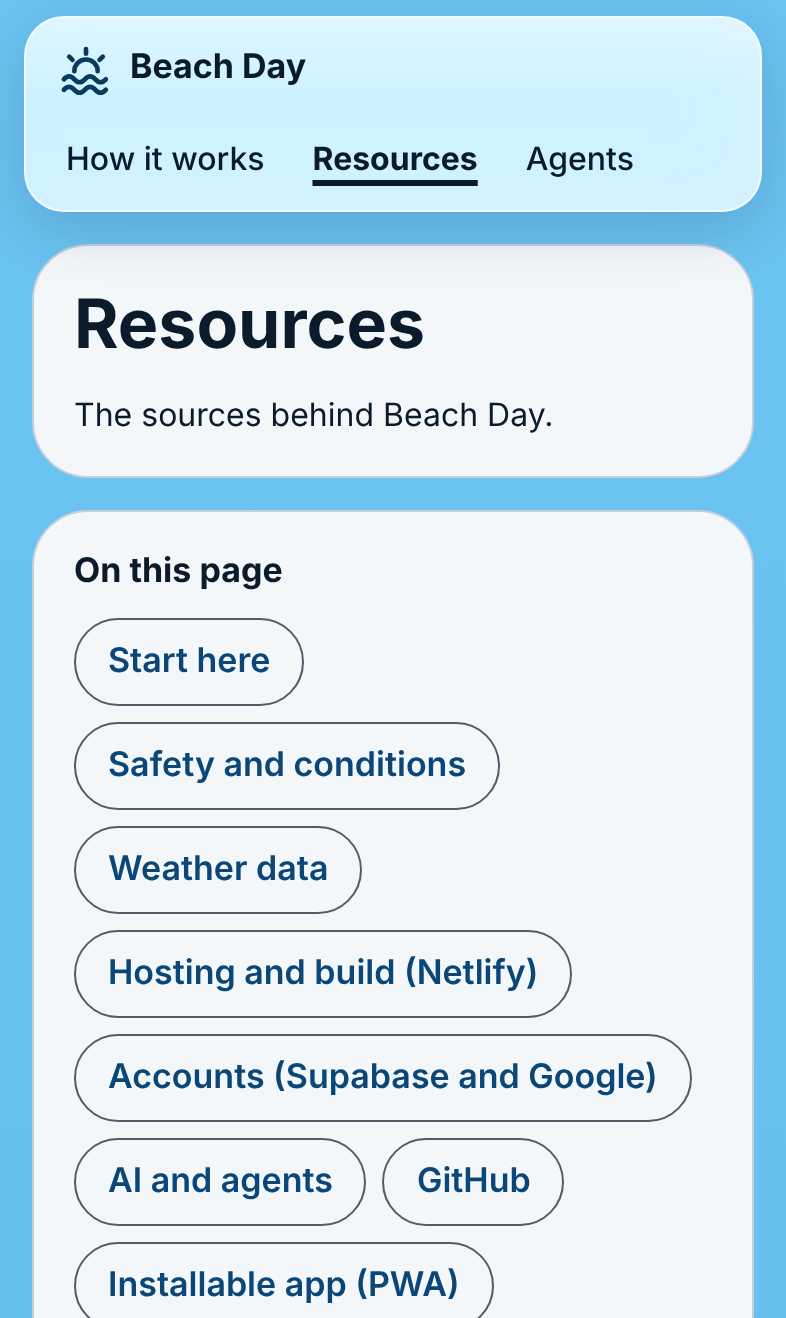 Beach Day
How it works Resources Agents
Resources
The sources behind Beach Day.
On this page
Start here
Safety and conditions
Weather data
Hosting and build (Netlify)
Accounts (Supabase and Google)
AI and agents GitHub
Installable app (PWA)